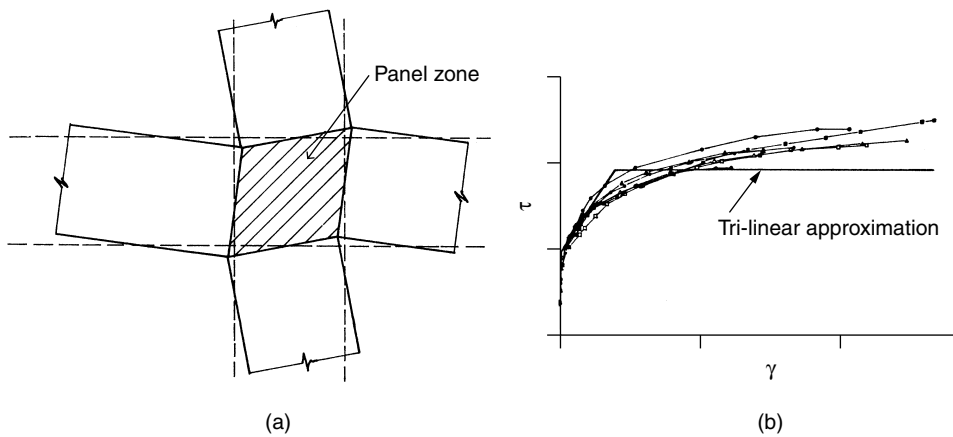 Panel zone
(a)
τ
Tri-linear approximation
γ
(b)